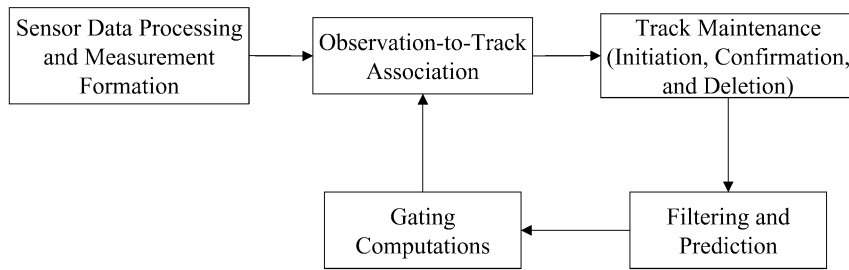 Sensor Data Processing
and Measurement
Formation
Observation-to-Track
Association
Track Maintenance
(Initiation, Confirmation,
and Deletion)
Gating
Computations
Filtering and
Prediction